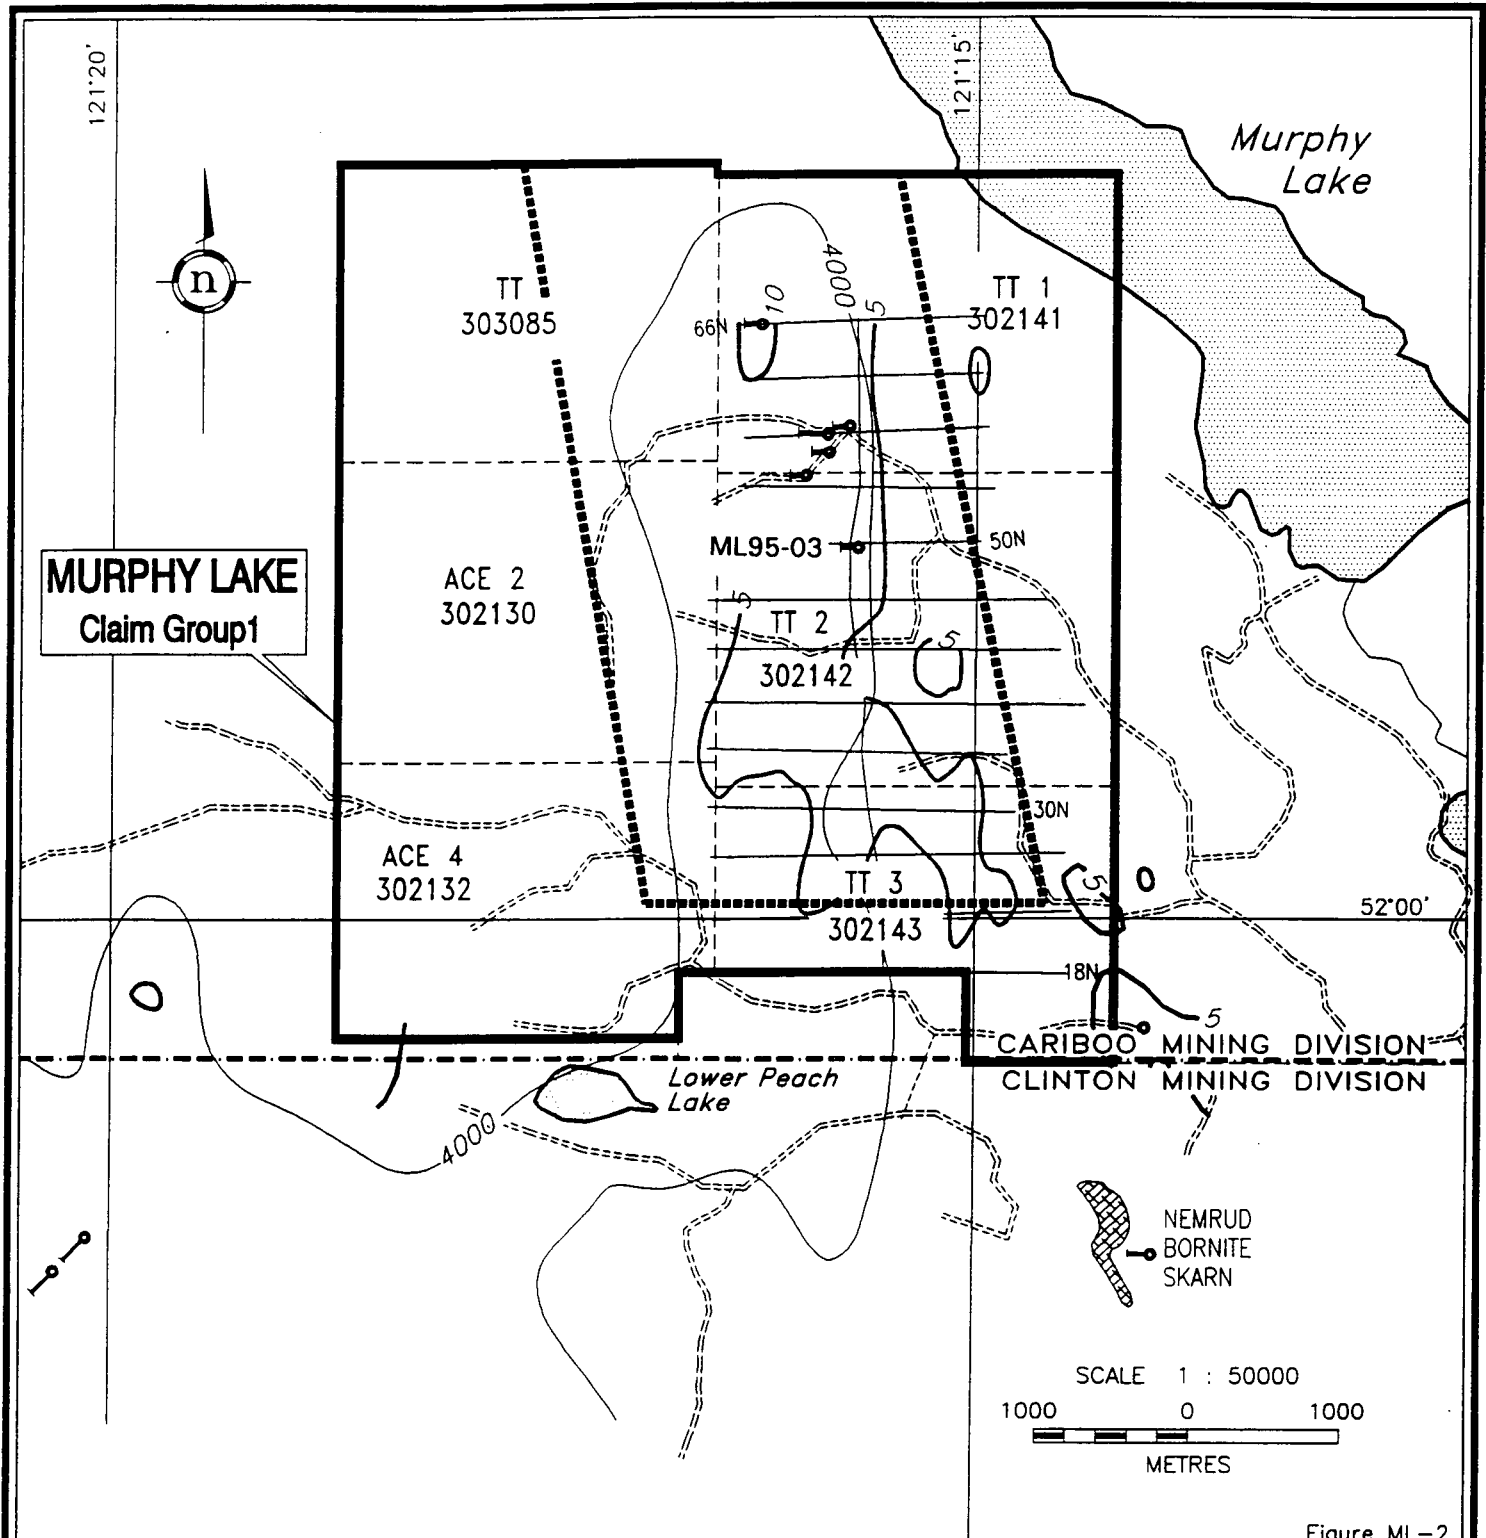 121°20'
121°15'
Murphy
Lake
n
TT
303085
TT 1
302141
10
4000
5
66N
MURPHY LAKE
Claim Group1
ACE 2
302130
ML95-03
50N
5
TT 2
302142
5
30N
ACE 4
302132
TT 3
302143
5
52°00'
18N
5
CARIBOO MINING DIVISION
CLINTON MINING DIVISION
Lower Peach
Lake
4000
NEMRUD
BORNITE
SKARN
SCALE 1 : 50000
1000 0 1000
METRES
Figure ML-2